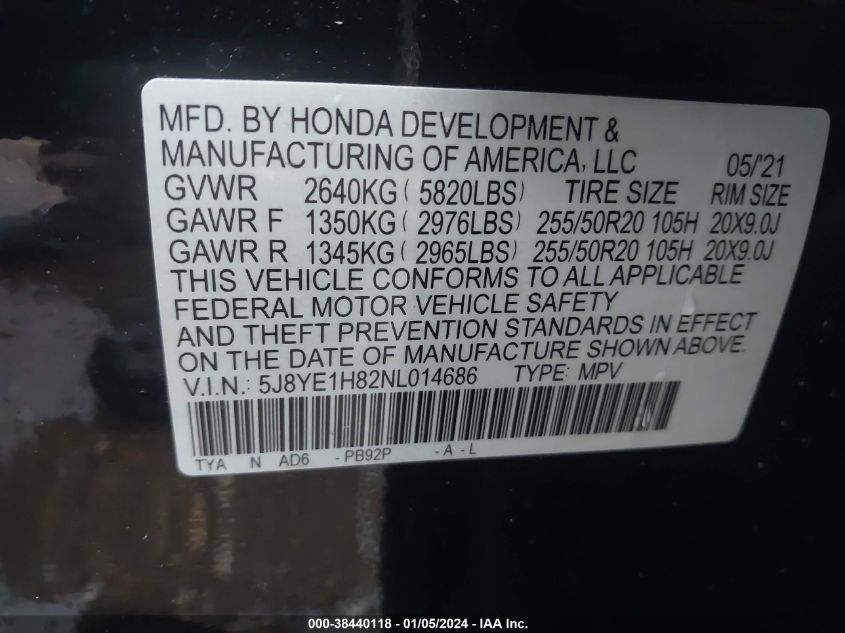 MFD. BY HONDA DEVELOPMENT &
MANUFACTURING OF AMERICA, LLC 05/'21
GVWR 2640KG ( 5820LBS) TIRE SIZE RIM SIZE
GAWR F 1350KG ( 2976LBS) 255/50R20 105H 20X9.0J
GAWR R 1345KG ( 2965LBS) 255/50R20 105H 20X9.0J
THIS VEHICLE CONFORMS TO ALL APPLICABLE
FEDERAL MOTOR VEHICLE SAFETY
AND THEFT PREVENTION STANDARDS IN EFFECT
ON THE DATE OF MANUFACTURE SHOWN ABOVE.
V.I.N.: 5J8YE1H82NL014686 TYPE: MPV
TYA N AD6 -PB92P -A-L
000-38440118 - 01/05/2024 - IAA Inc.